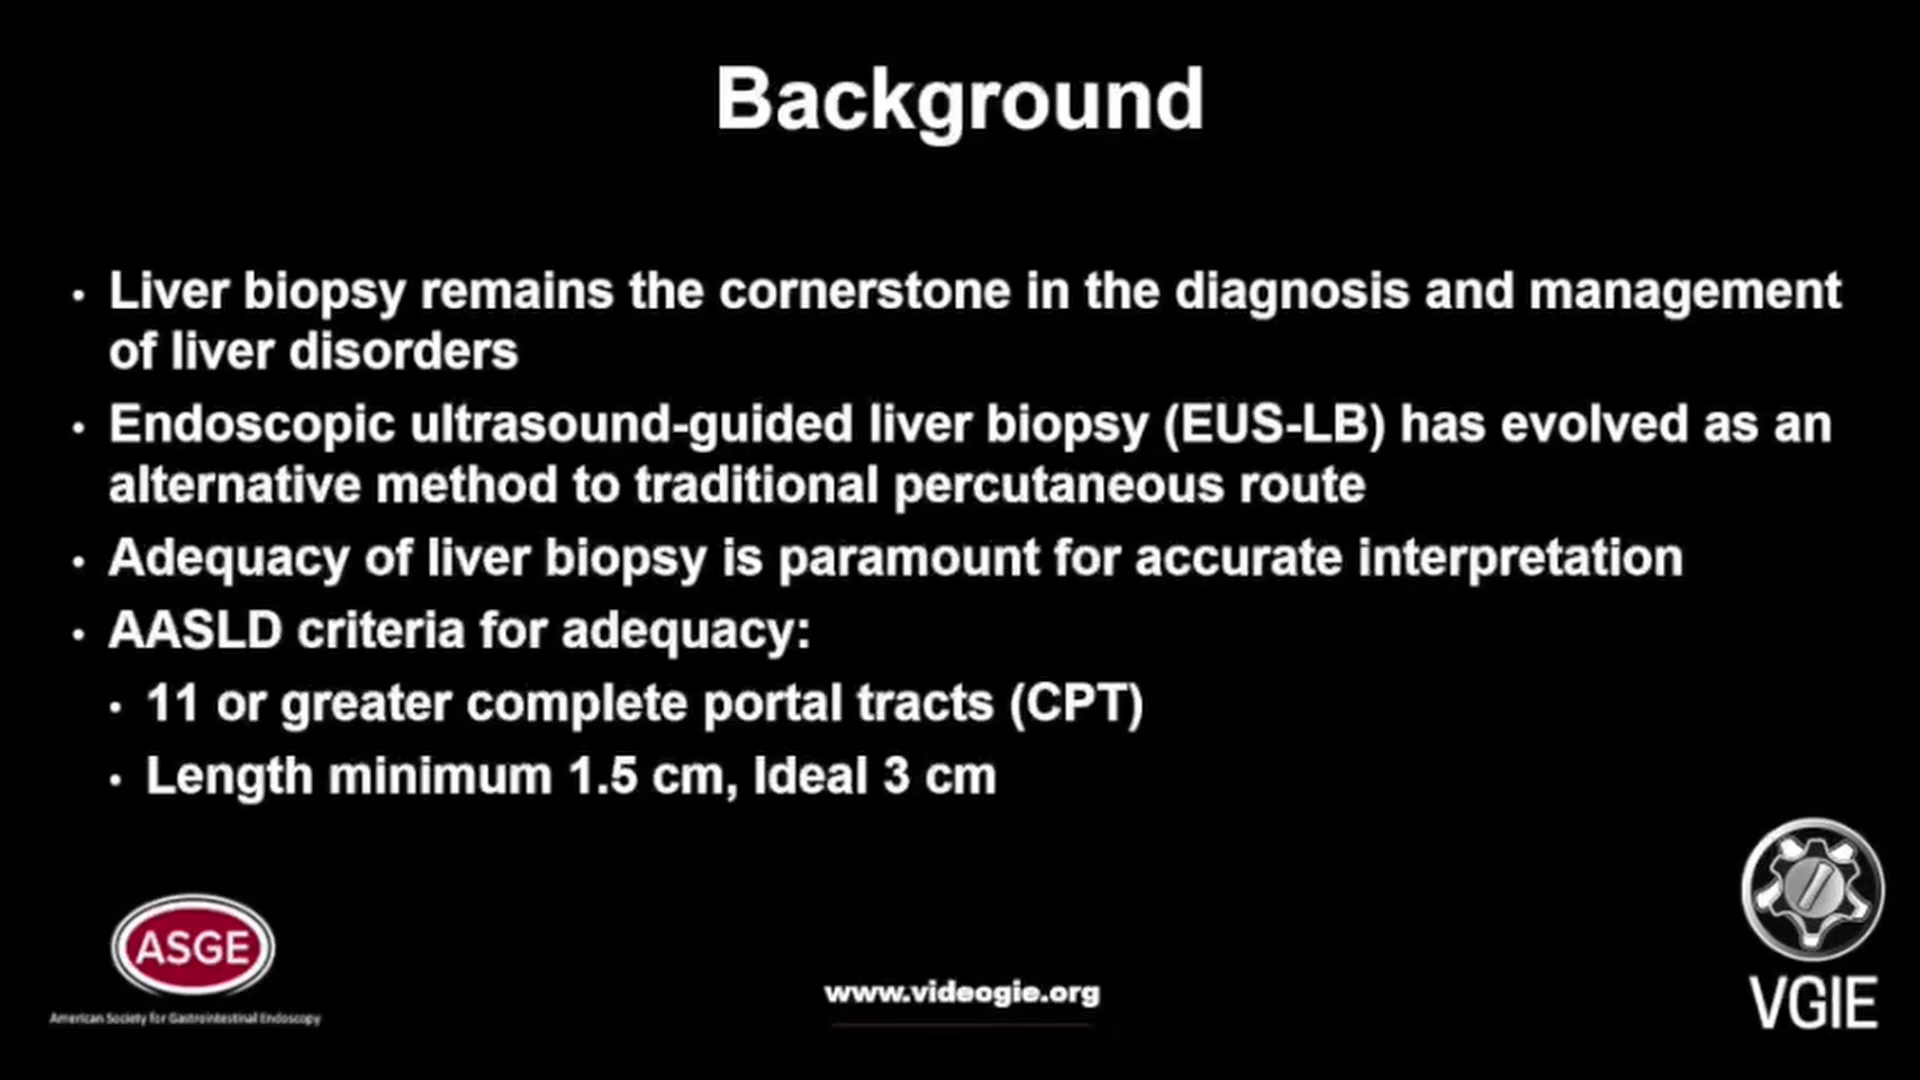 Background
• Liver biopsy remains the cornerstone in the diagnosis and management
of liver disorders
• Endoscopic ultrasound-guided liver biopsy (EUS-LB) has evolved as an
alternative method to traditional percutaneous route
• Adequacy of liver biopsy is paramount for accurate interpretation
• AASLD criteria for adequacy:
• 11 or greater complete portal tracts (CPT)
• Length minimum 1.5 cm, Ideal 3 cm
ASGE
American Society for Gastrointestinal Endoscopy
www.videogie.org
VGIE